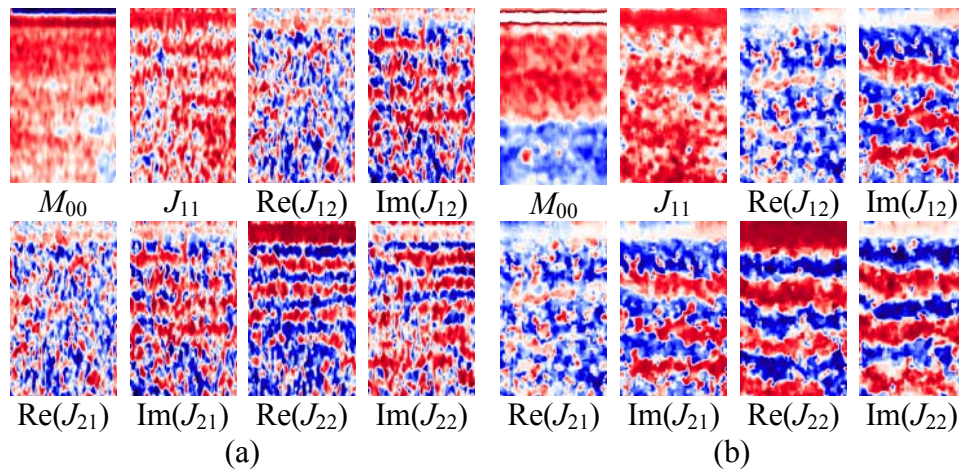 M₀₀ J₁₁ Re(J₁₂) Im(J₁₂) M₀₀ J₁₁ Re(J₁₂) Im(J₁₂)
Re(J₂₁) Im(J₂₁) Re(J₂₂) Im(J₂₂) Re(J₂₁) Im(J₂₁) Re(J₂₂) Im(J₂₂)
(a) (b)